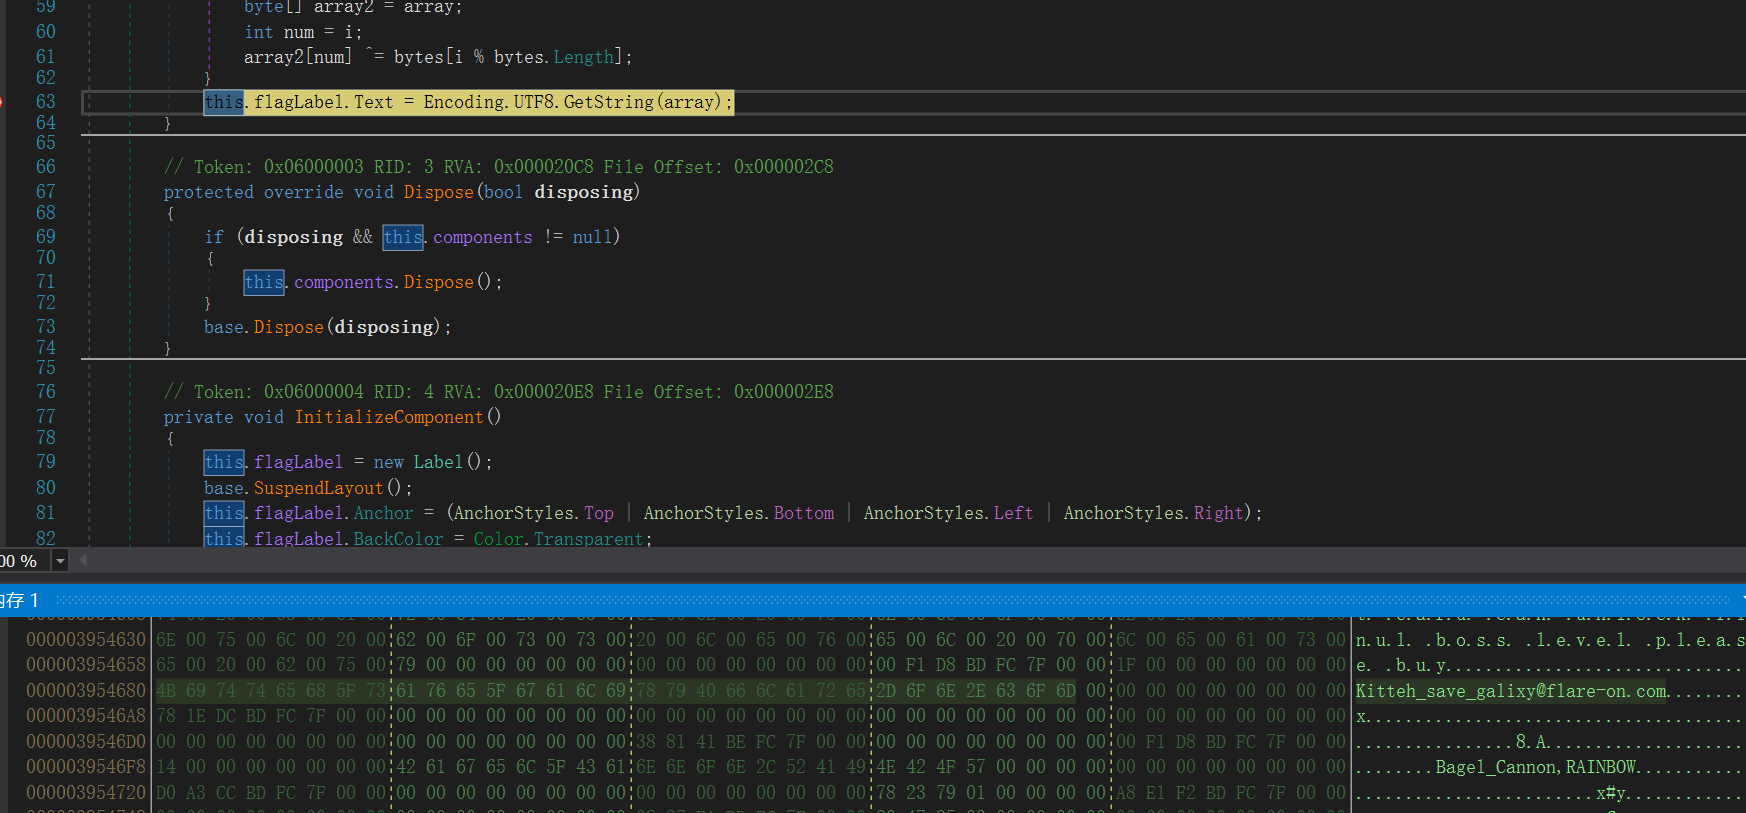 59 byte[] array2 = array;
60 int num = i;
61 array2[num] ^= bytes[i % bytes.Length];
62 }
63 this.flagLabel.Text = Encoding.UTF8.GetString(array);
64 }
65
66 // Token: 0x06000003 RID: 3 RVA: 0x000020C8 File Offset: 0x000002C8
67 protected override void Dispose(bool disposing)
68 {
69 if (disposing && this.components != null)
70 {
71 this.components.Dispose();
72 }
73 base.Dispose(disposing);
74 }
75
76 // Token: 0x06000004 RID: 4 RVA: 0x000020E8 File Offset: 0x000002E8
77 private void InitializeComponent()
78 {
79 this.flagLabel = new Label();
80 base.SuspendLayout();
81 this.flagLabel.Anchor = (AnchorStyles.Top | AnchorStyles.Bottom | AnchorStyles.Left | AnchorStyles.Right);
82 this.flagLabel.BackColor = Color.Transparent;
00 %
内存 1
000003954630 6E 00 75 00 6C 00 20 00 62 00 6F 00 73 00 73 00 20 00 6C 00 65 00 76 00 65 00 6C 00 20 00 70 00 6C 00 65 00 61 00 73 00 n.u.l. .b.o.s.s. .l.e.v.e.l. .p.l.e.a.s.
000003954658 65 00 20 00 62 00 75 00 79 00 00 00 00 00 00 00 00 00 00 00 00 00 00 00 00 F1 D8 BD FC 7F 00 00 1F 00 00 00 00 00 00 00 e. .b.u.y...............................
000003954680 4B 69 74 74 65 68 5F 73 61 76 65 5F 67 61 6C 69 78 79 40 66 6C 61 72 65 2D 6F 6E 2E 63 6F 6D 00 00 00 00 00 00 00 00 00 Kitteh_save_galixy@flare-on.com.........
0000039546A8 78 1E DC BD FC 7F 00 00 00 00 00 00 00 00 00 00 00 00 00 00 00 00 00 00 00 00 00 00 00 00 00 00 00 00 00 00 00 00 00 00 x.......................................
0000039546D0 00 00 00 00 00 00 00 00 00 00 00 00 00 00 00 00 38 81 41 BE FC 7F 00 00 00 00 00 00 00 00 00 00 00 F1 D8 BD FC 7F 00 00 ................8.A.....................
0000039546F8 14 00 00 00 00 00 00 00 42 61 67 65 6C 5F 43 61 6E 6E 6F 6E 2C 52 41 49 4E 42 4F 57 00 00 00 00 00 00 00 00 00 00 00 00 ........Bagel_Cannon,RAINBOW............
000003954720 D0 A3 CC BD FC 7F 00 00 00 00 00 00 00 00 00 00 00 00 00 00 00 00 00 00 78 23 79 01 00 00 00 00 A8 E1 F2 BD FC 7F 00 00 ........................x#y.............